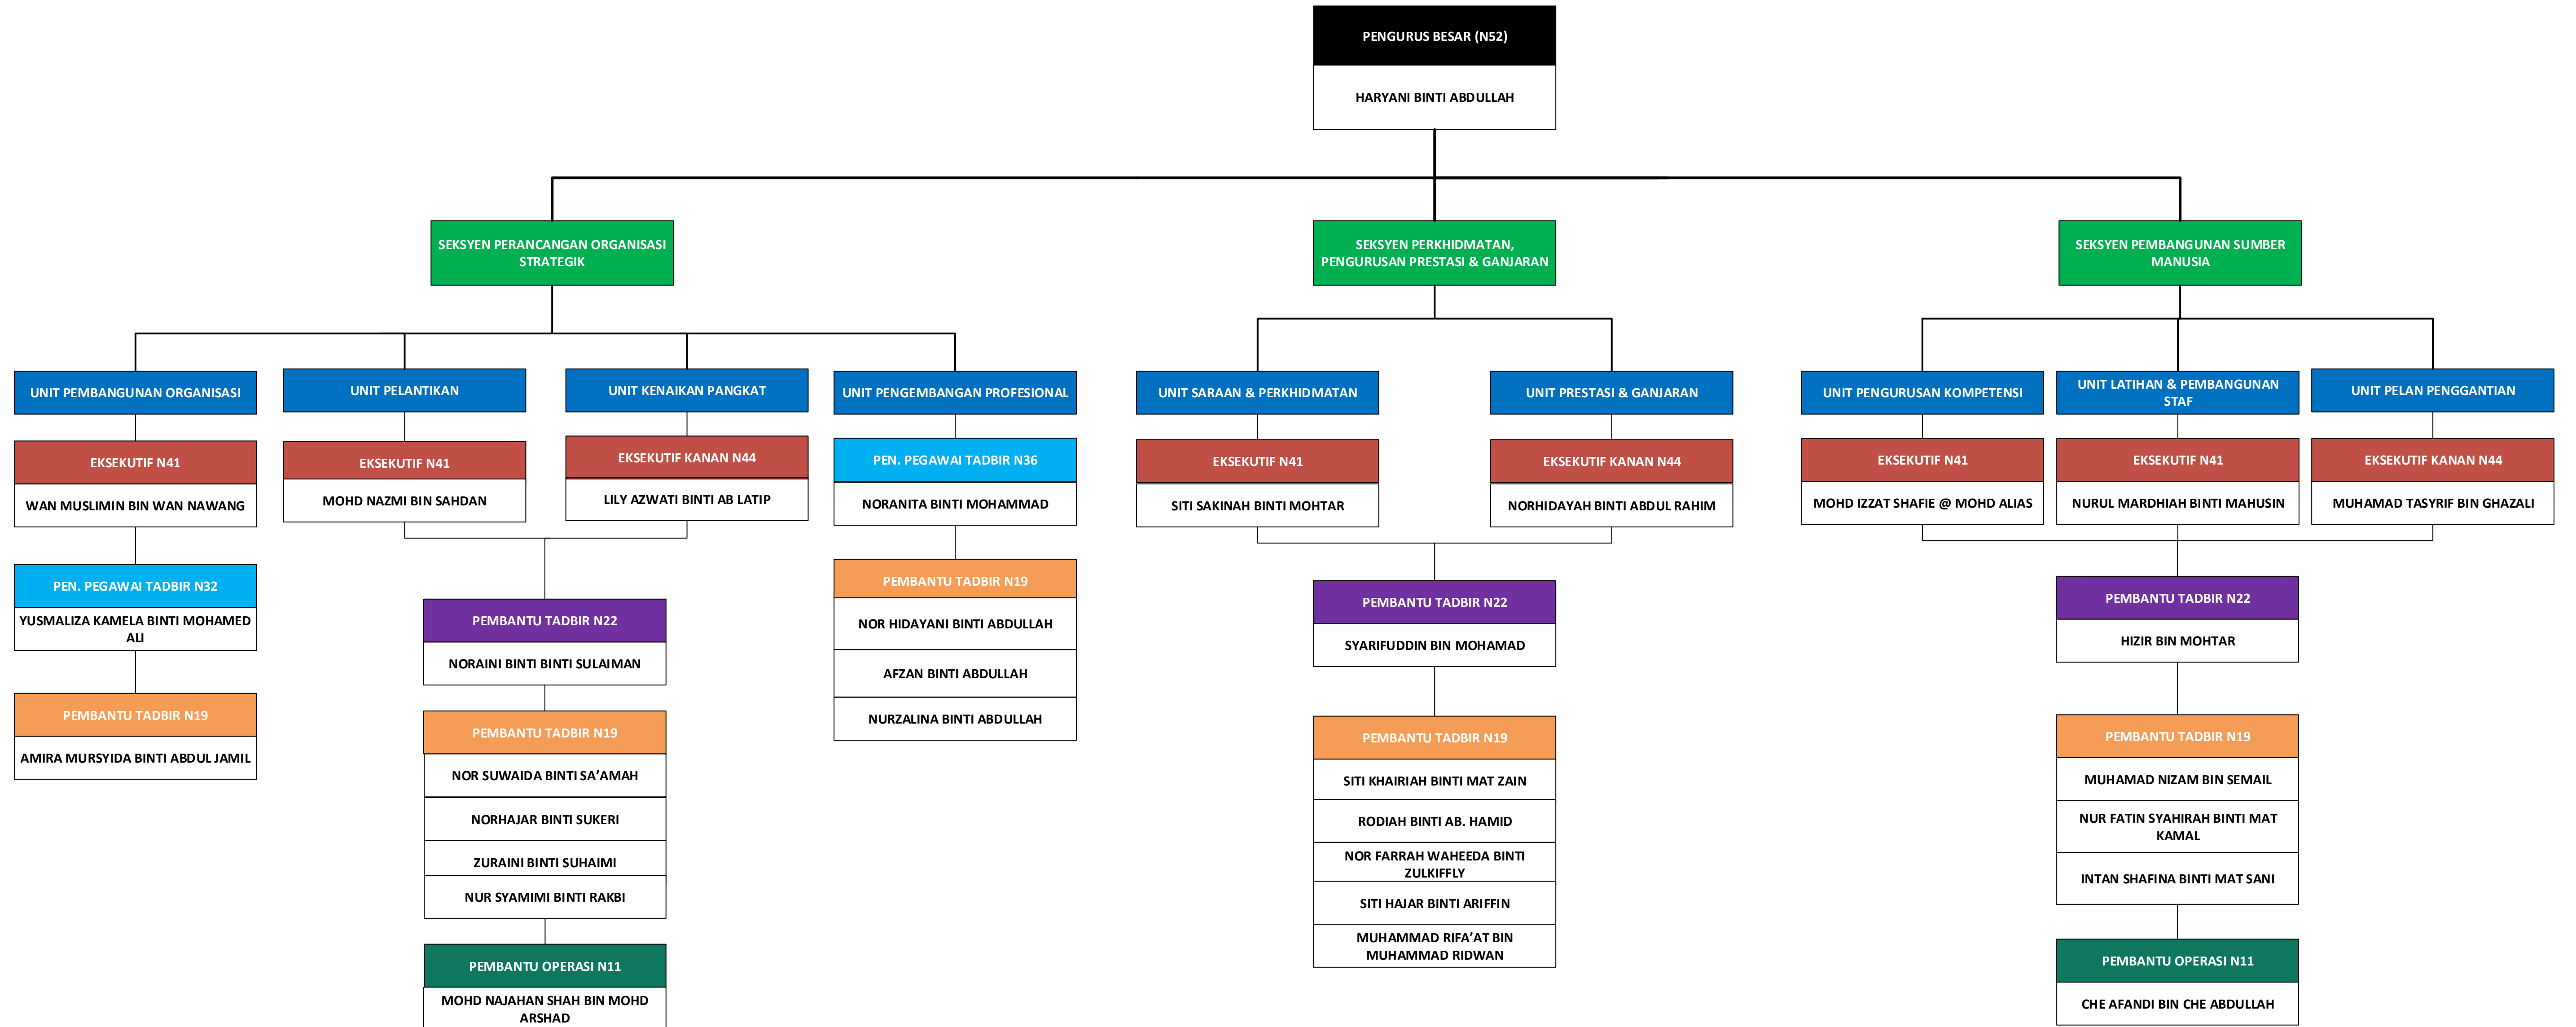 PENGURUS BESAR (N52)
HARYANI BINTI ABDULLAH
SEKSYEN PERANCANGAN ORGANISASI
STRATEGIK
UNIT PEMBANGUNAN ORGANISASI
EKSEKUTIF N41
WAN MUSLIMIN BIN WAN NAWANG
PEN. PEGAWAI TADBIR N32
YUSMALIZA KAMELA BINTI MOHAMED
ALI
PEMBANTU TADBIR N19
AMIRA MURSYIDA BINTI ABDUL JAMIL
UNIT PELANTIKAN
EKSEKUTIF N41
MOHD NAZMI BIN SAHDAN
UNIT KENAIKAN PANGKAT
EKSEKUTIF KANAN N44
LILY AZWATI BINTI AB LATIP
PEMBANTU TADBIR N22
NORAINI BINTI BINTI SULAIMAN
PEMBANTU TADBIR N19
NOR SUWAIDA BINTI SA’AMAH
NORHAJAR BINTI SUKERI
ZURAINI BINTI SUHAIMI
NUR SYAMIMI BINTI RAKBI
PEMBANTU OPERASI N11
MOHD NAJAHAN SHAH BIN MOHD
ARSHAD
UNIT PENGEMBANGAN PROFESIONAL
PEN. PEGAWAI TADBIR N36
NORANITA BINTI MOHAMMAD
PEMBANTU TADBIR N19
NOR HIDAYANI BINTI ABDULLAH
AFZAN BINTI ABDULLAH
NURZALINA BINTI ABDULLAH
SEKSYEN PERKHIDMATAN,
PENGURUSAN PRESTASI & GANJARAN
UNIT SARAAN & PERKHIDMATAN
EKSEKUTIF N41
SITI SAKINAH BINTI MOHTAR
UNIT PRESTASI & GANJARAN
EKSEKUTIF KANAN N44
NORHIDAYAH BINTI ABDUL RAHIM
PEMBANTU TADBIR N22
SYARIFUDDIN BIN MOHAMAD
PEMBANTU TADBIR N19
SITI KHAIRIAH BINTI MAT ZAIN
RODIAH BINTI AB. HAMID
NOR FARRAH WAHEEDA BINTI
ZULKIFFLY
SITI HAJAR BINTI ARIFFIN
MUHAMMAD RIFA’AT BIN
MUHAMMAD RIDWAN
SEKSYEN PEMBANGUNAN SUMBER
MANUSIA
UNIT PENGURUSAN KOMPETENSI
EKSEKUTIF N41
MOHD IZZAT SHAFIE @ MOHD ALIAS
UNIT LATIHAN & PEMBANGUNAN
STAF
EKSEKUTIF N41
NURUL MARDHIAH BINTI MAHUSIN
UNIT PELAN PENGGANTIAN
EKSEKUTIF KANAN N44
MUHAMAD TASYRIF BIN GHAZALI
PEMBANTU TADBIR N22
HIZIR BIN MOHTAR
PEMBANTU TADBIR N19
MUHAMAD NIZAM BIN SEMAIL
NUR FATIN SYAHIRAH BINTI MAT
KAMAL
INTAN SHAFINA BINTI MAT SANI
PEMBANTU OPERASI N11
CHE AFANDI BIN CHE ABDULLAH